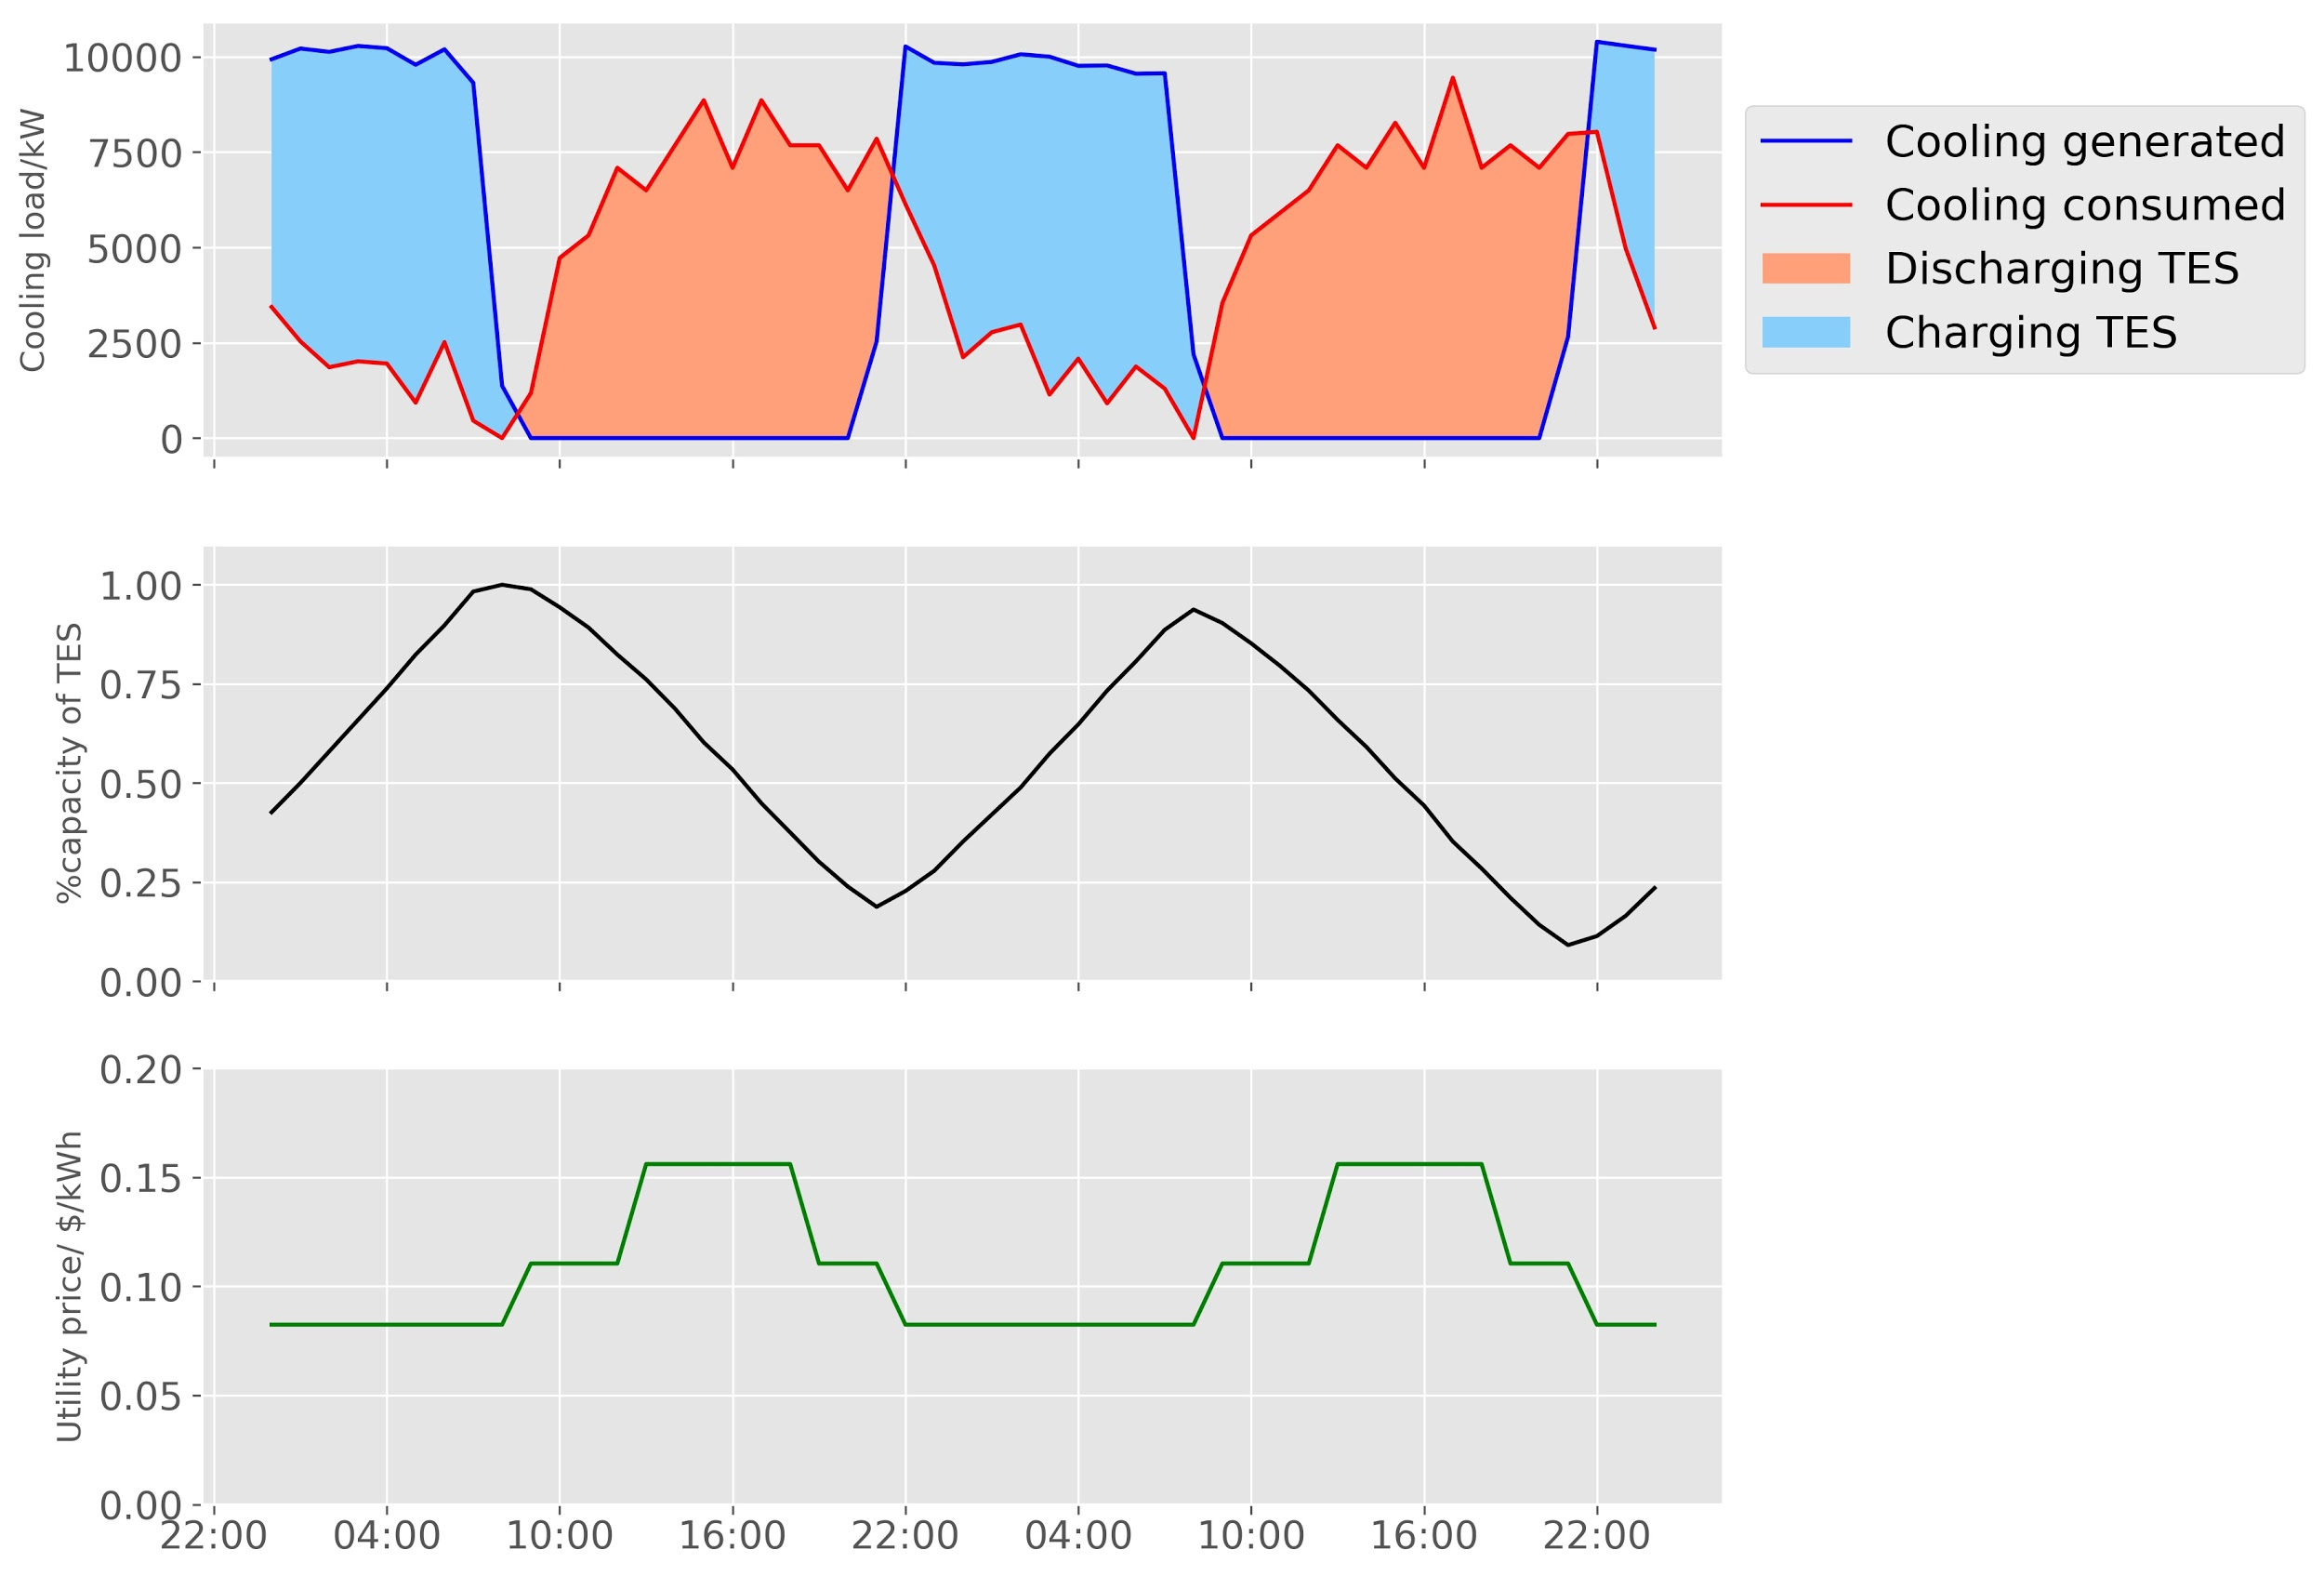 Cooling load/kW
10000
7500
5000
2500
0
Cooling generated
Cooling consumed
Discharging TES
Charging TES
%capacity of TES
1.00
0.75
0.50
0.25
0.00
Utility price/ $/kWh
0.20
0.15
0.10
0.05
0.00
22:00 04:00 10:00 16:00 22:00 04:00 10:00 16:00 22:00